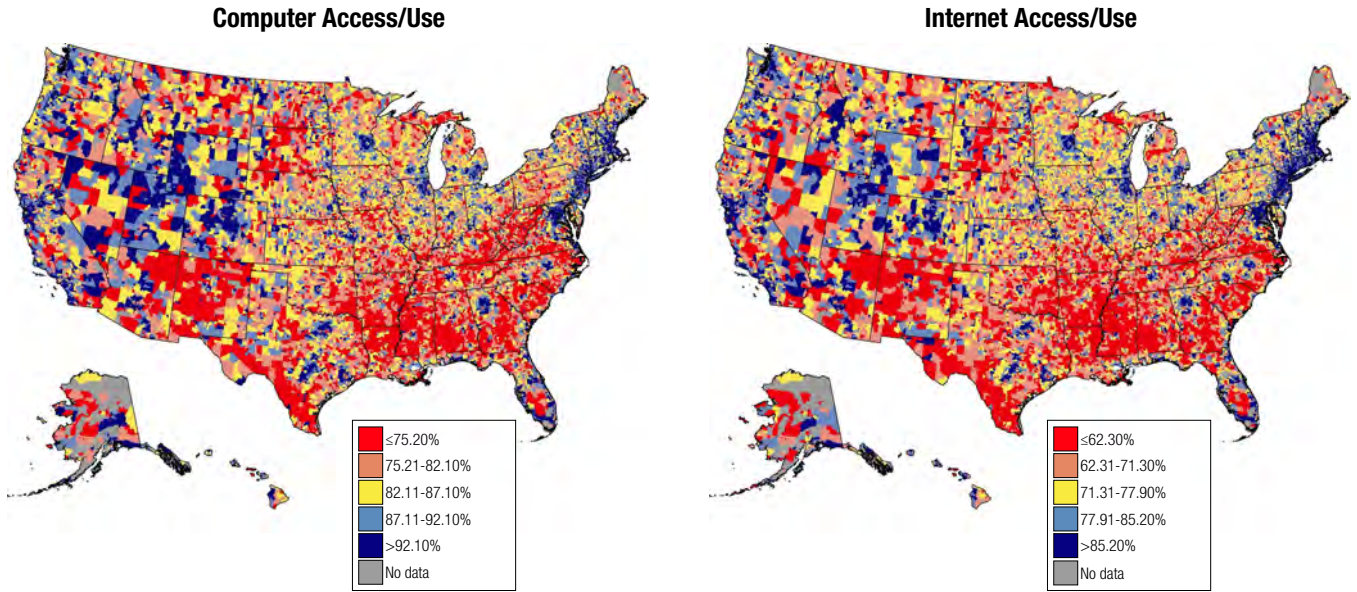 Computer Access/Use
≤75.20%
75.21-82.10%
82.11-87.10%
87.11-92.10%
>92.10%
No data
Internet Access/Use
≤62.30%
62.31-71.30%
71.31-77.90%
77.91-85.20%
>85.20%
No data